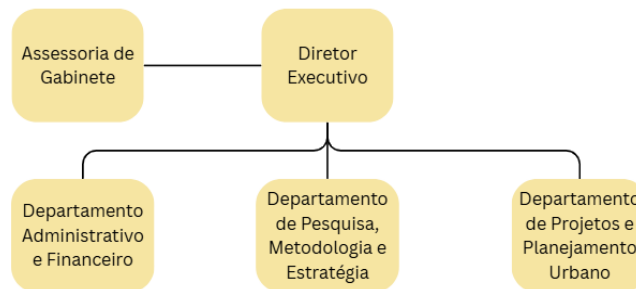 Assessoria de
Gabinete
Diretor
Executivo
Departamento
Administrativo
e Financeiro
Departamento
de Pesquisa,
Metodologia e
Estratégia
Departamento
de Projetos e
Planejamento
Urbano